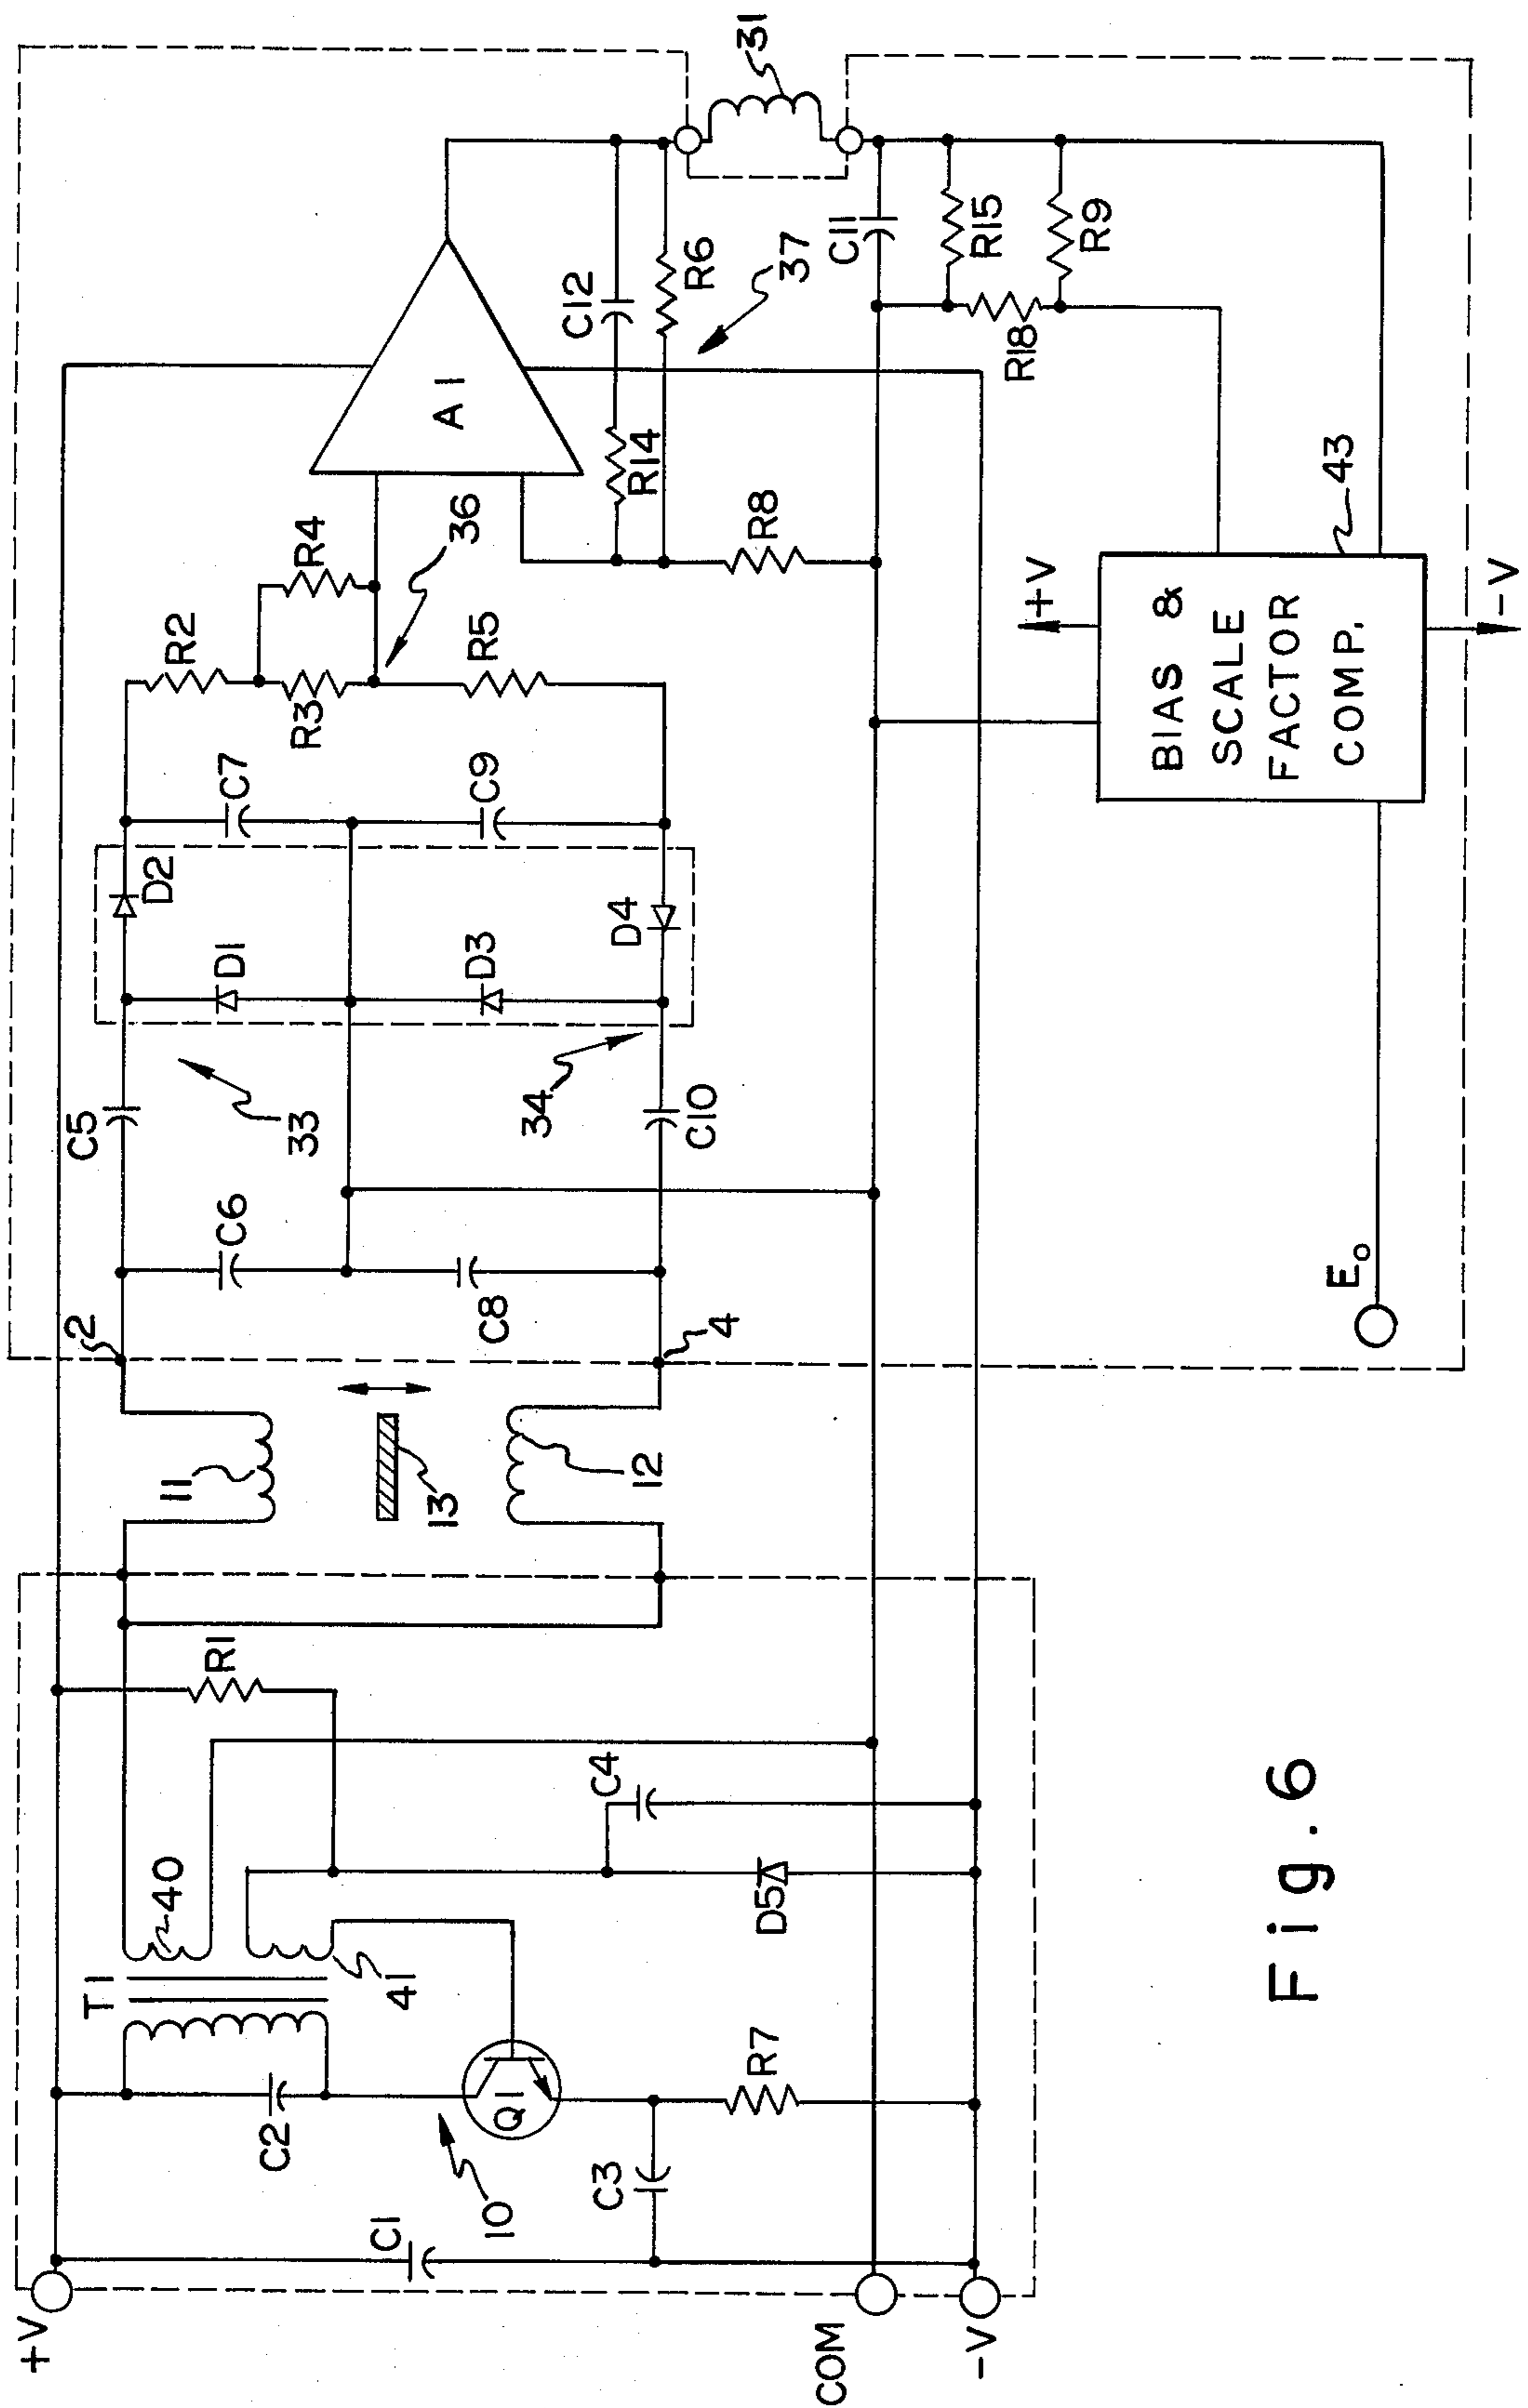 +V
COM
-V
C1
C2
10
Q1
C3
R7
T1
40
41
D5
C4
R1
11
13
12
2
4
C6
C8
C5
33
34
C10
D1
D3
D2
D4
C7
C9
R2
R3
R4
R5
36
A1
R8
R14
C12
R6
37
31
C11
R15
R18
R9
43
+V
-V
BIAS &
SCALE
FACTOR
COMP.
Eo
Fig. 6